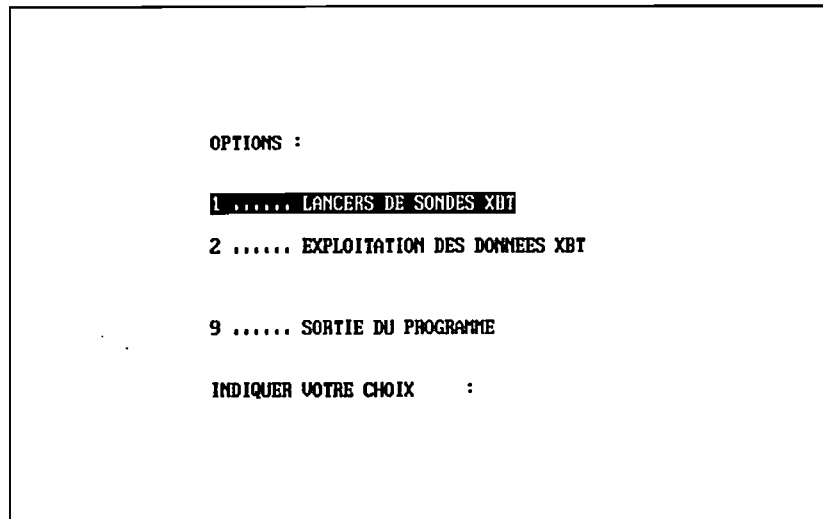 OPTIONS :
1 ...... LANCERS DE SONDES XBT
2 ...... EXPLOITATION DES DONNEES XBT
9 ...... SORTIE DU PROGRAMME
INDIQUER VOTRE CHOIX :